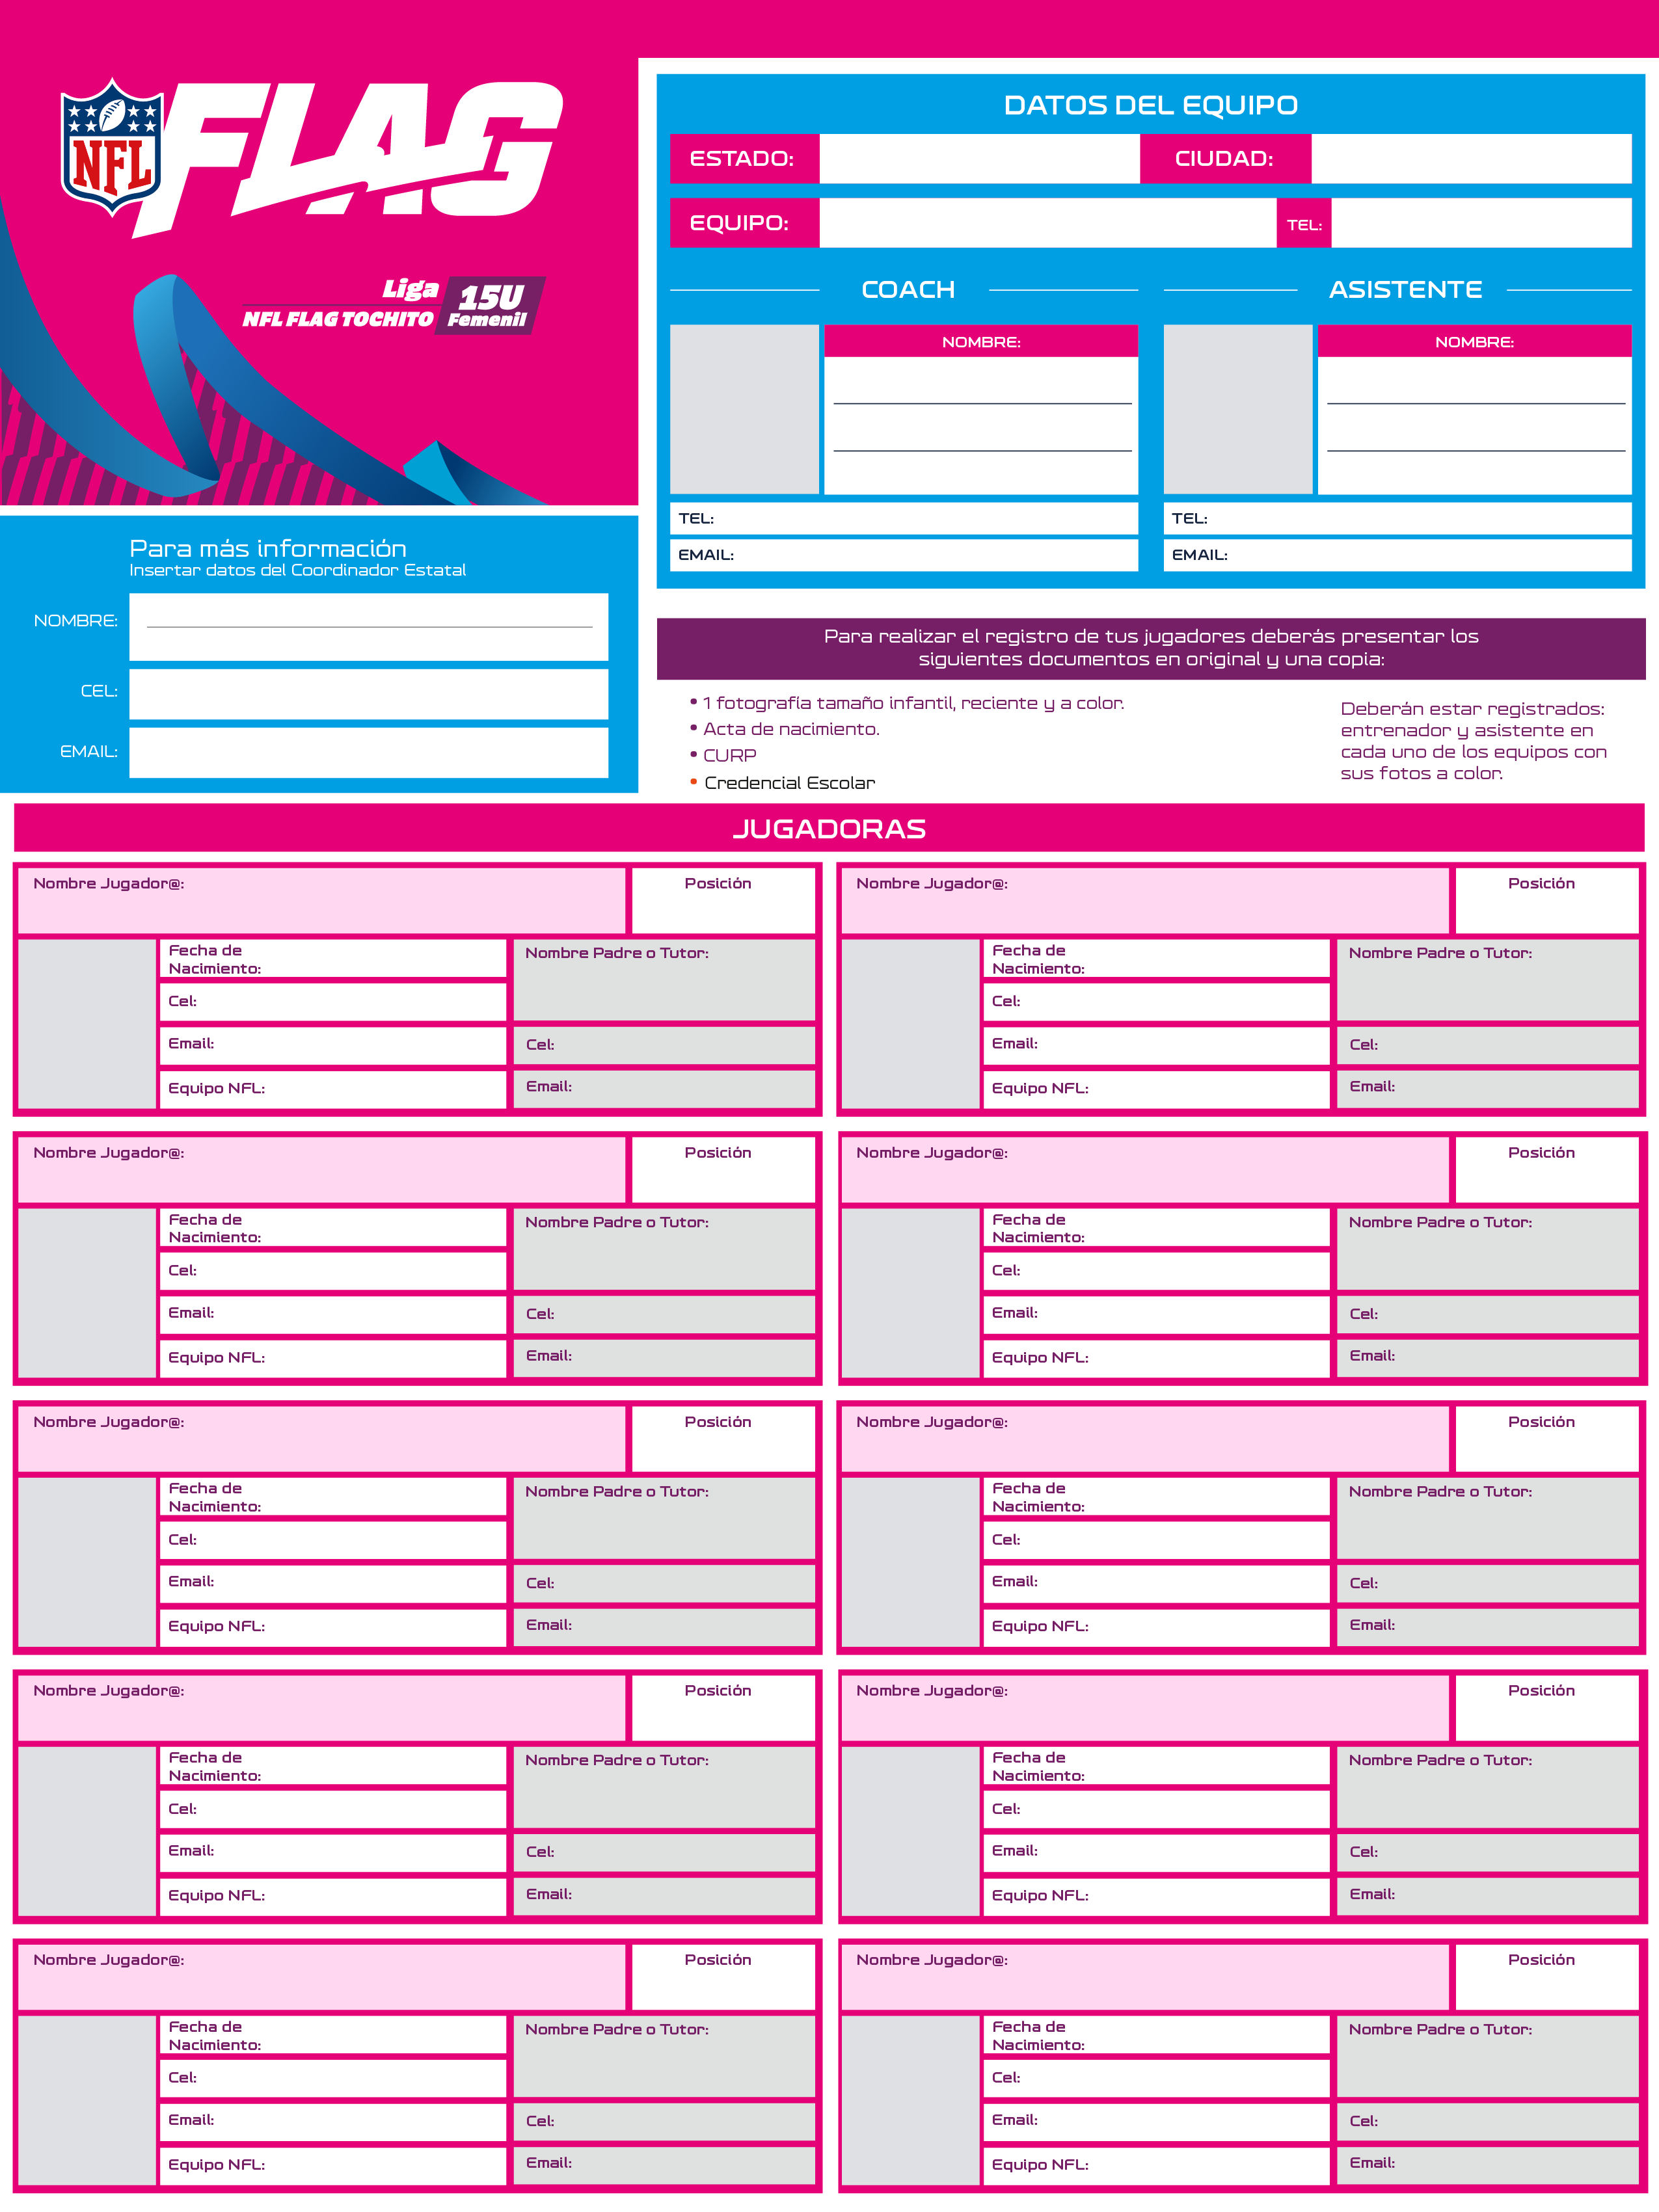 NFL FLAG
Liga
NFL FLAG TOCHITO
15U
Femenil
DATOS DEL EQUIPO
ESTADO:
CIUDAD:
EQUIPO:
TEL:
COACH
ASISTENTE
NOMBRE:
NOMBRE:
TEL:
TEL:
EMAIL:
EMAIL:
Para más información
Insertar datos del Coordinador Estatal
NOMBRE:
CEL:
EMAIL:
Para realizar el registro de tus jugadores deberás presentar los
siguientes documentos en original y una copia:
• 1 fotografía tamaño infantil, reciente y a color.
• Acta de nacimiento.
• CURP
• Credencial Escolar
Deberán estar registrados:
entrenador y asistente en
cada uno de los equipos con
sus fotos a color.
JUGADORAS
Nombre Jugador@:
Posición
Fecha de
Nacimiento:
Cel:
Email:
Equipo NFL:
Nombre Padre o Tutor:
Cel:
Email:
Nombre Jugador@:
Posición
Fecha de
Nacimiento:
Cel:
Email:
Equipo NFL:
Nombre Padre o Tutor:
Cel:
Email:
Nombre Jugador@:
Posición
Fecha de
Nacimiento:
Cel:
Email:
Equipo NFL:
Nombre Padre o Tutor:
Cel:
Email:
Nombre Jugador@:
Posición
Fecha de
Nacimiento:
Cel:
Email:
Equipo NFL:
Nombre Padre o Tutor:
Cel:
Email:
Nombre Jugador@:
Posición
Fecha de
Nacimiento:
Cel:
Email:
Equipo NFL:
Nombre Padre o Tutor:
Cel:
Email:
Nombre Jugador@:
Posición
Fecha de
Nacimiento:
Cel:
Email:
Equipo NFL:
Nombre Padre o Tutor:
Cel:
Email:
Nombre Jugador@:
Posición
Fecha de
Nacimiento:
Cel:
Email:
Equipo NFL:
Nombre Padre o Tutor:
Cel:
Email:
Nombre Jugador@:
Posición
Fecha de
Nacimiento:
Cel:
Email:
Equipo NFL:
Nombre Padre o Tutor:
Cel:
Email:
Nombre Jugador@:
Posición
Fecha de
Nacimiento:
Cel:
Email:
Equipo NFL:
Nombre Padre o Tutor:
Cel:
Email:
Nombre Jugador@:
Posición
Fecha de
Nacimiento:
Cel:
Email:
Equipo NFL:
Nombre Padre o Tutor:
Cel:
Email: